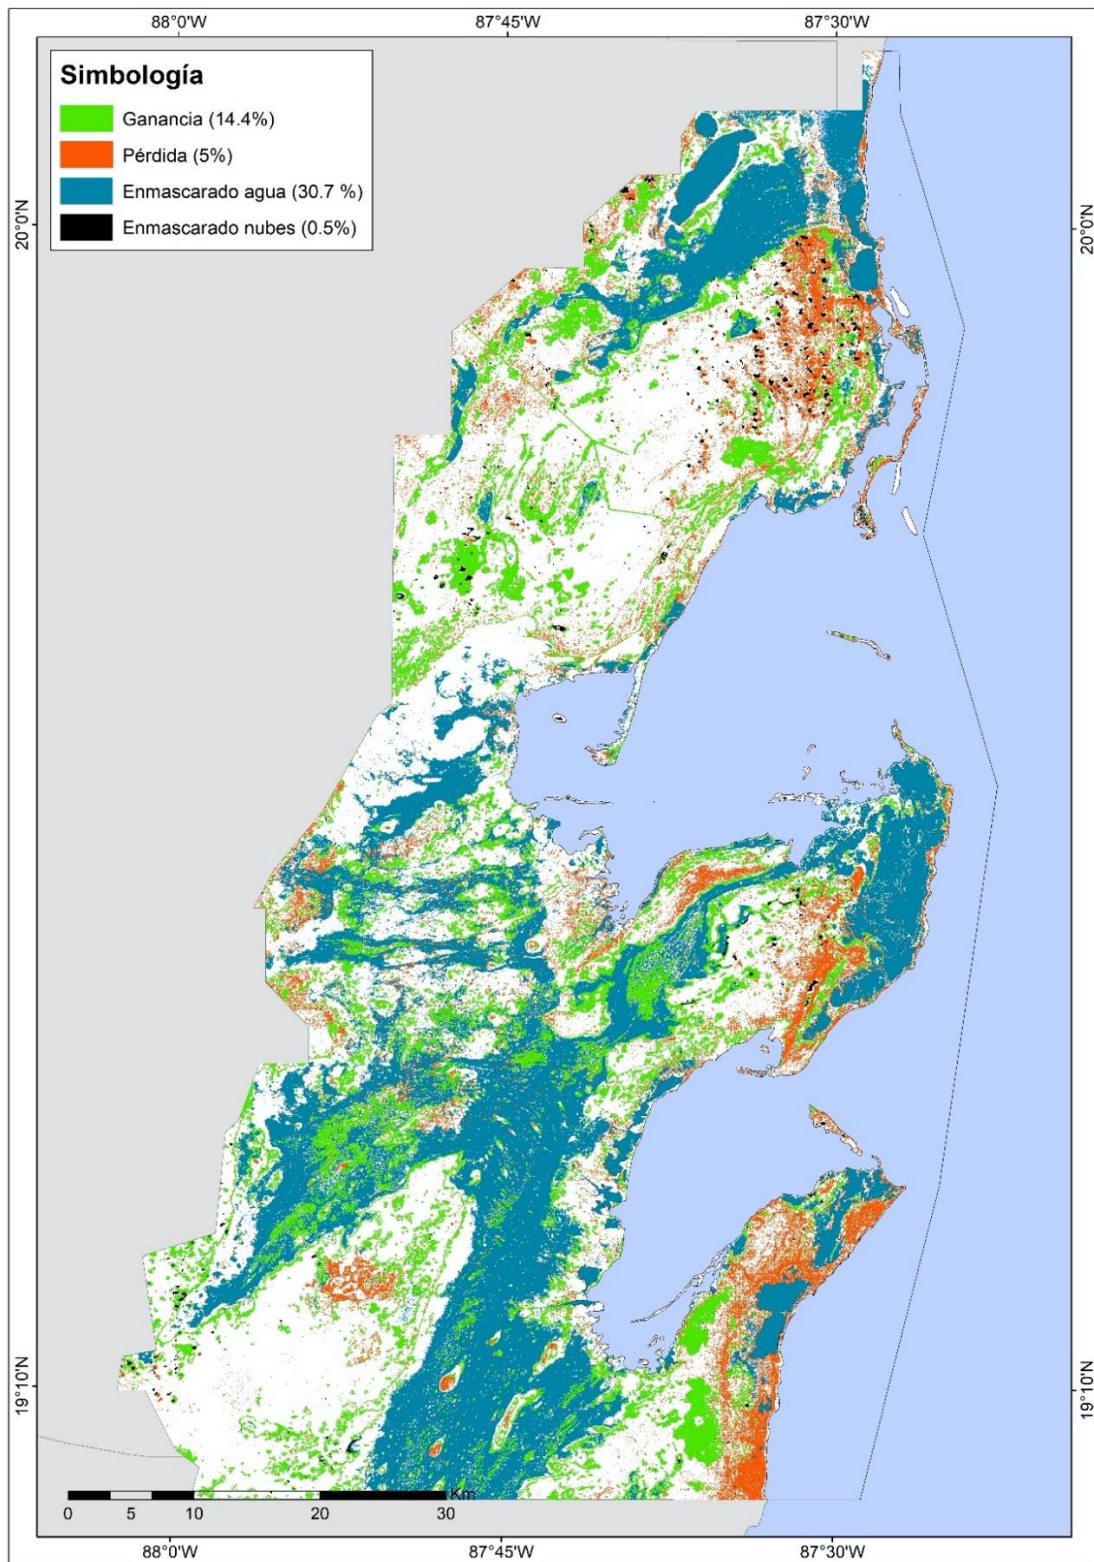 88°0'W 87°45'W 87°30'W
Simbología
Ganancia (14.4%)
Pérdida (5%)
Enmascarado agua (30.7 %)
Enmascarado nubes (0.5%)
20°0'N 20°0'N
19°10'N 19°10'N
Km
0 5 10 20 30
88°0'W 87°45'W 87°30'W